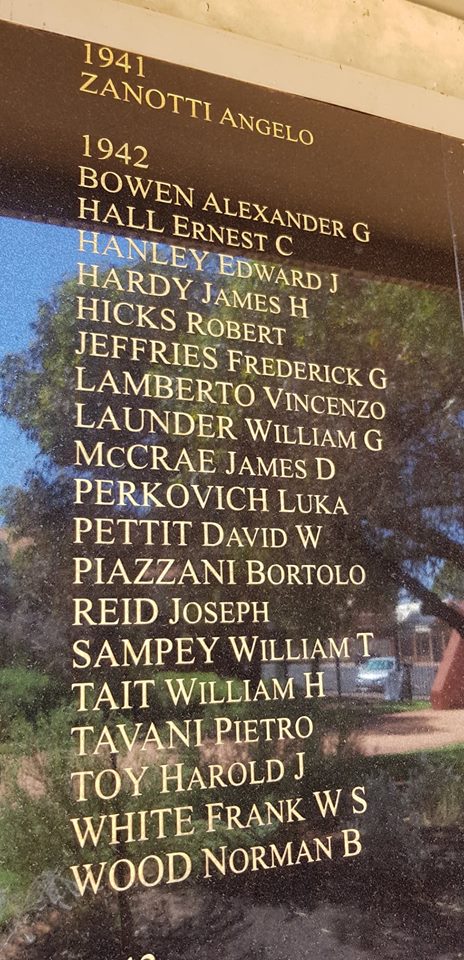 1941
ZANOTTI ANGELO
1942
BOWEN ALEXANDER G
HALL ERNEST C
HANLEY EDWARD J
HARDY JAMES H
HICKS ROBERT
JEFFRIES FREDERICK G
LAMBERTO VINCENZO
LAUNDER WILLIAM G
MCCRAE JAMES D
PERKOVICH LUKA
PETTIT DAVID W
PIAZZANI BORTOLO
REID JOSEPH
SAMPEY WILLIAM T
TAIT WILLIAM H
TAVANI PIETRO
TOY HAROLD J
WHITE FRANK W S
WOOD NORMAN B